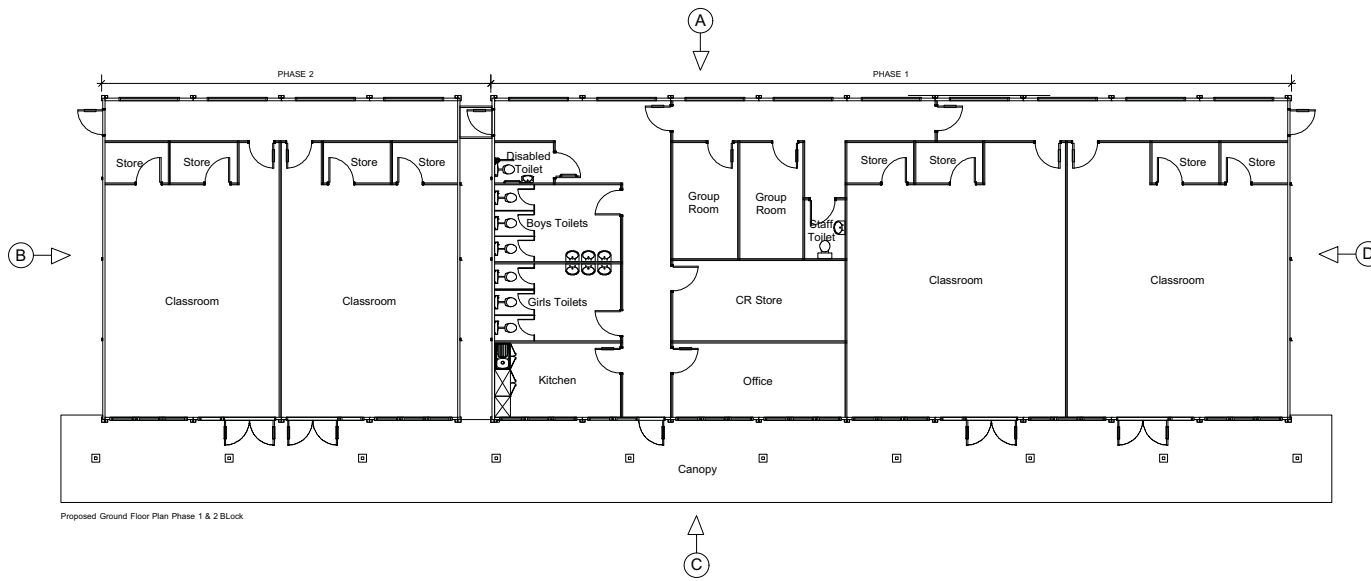 A
PHASE 2
PHASE 1
Disabled
Toilet
Store
Store
Store
Store
Store
Store
Store
Store
Group
Room
Group
Room
Boys Toilets
Staff
Toilet
B
D
Classroom
Classroom
Girls Toilets
CR Store
Classroom
Classroom
Kitchen
Office
Canopy
Proposed Ground Floor Plan Phase 1 & 2 BLock
C